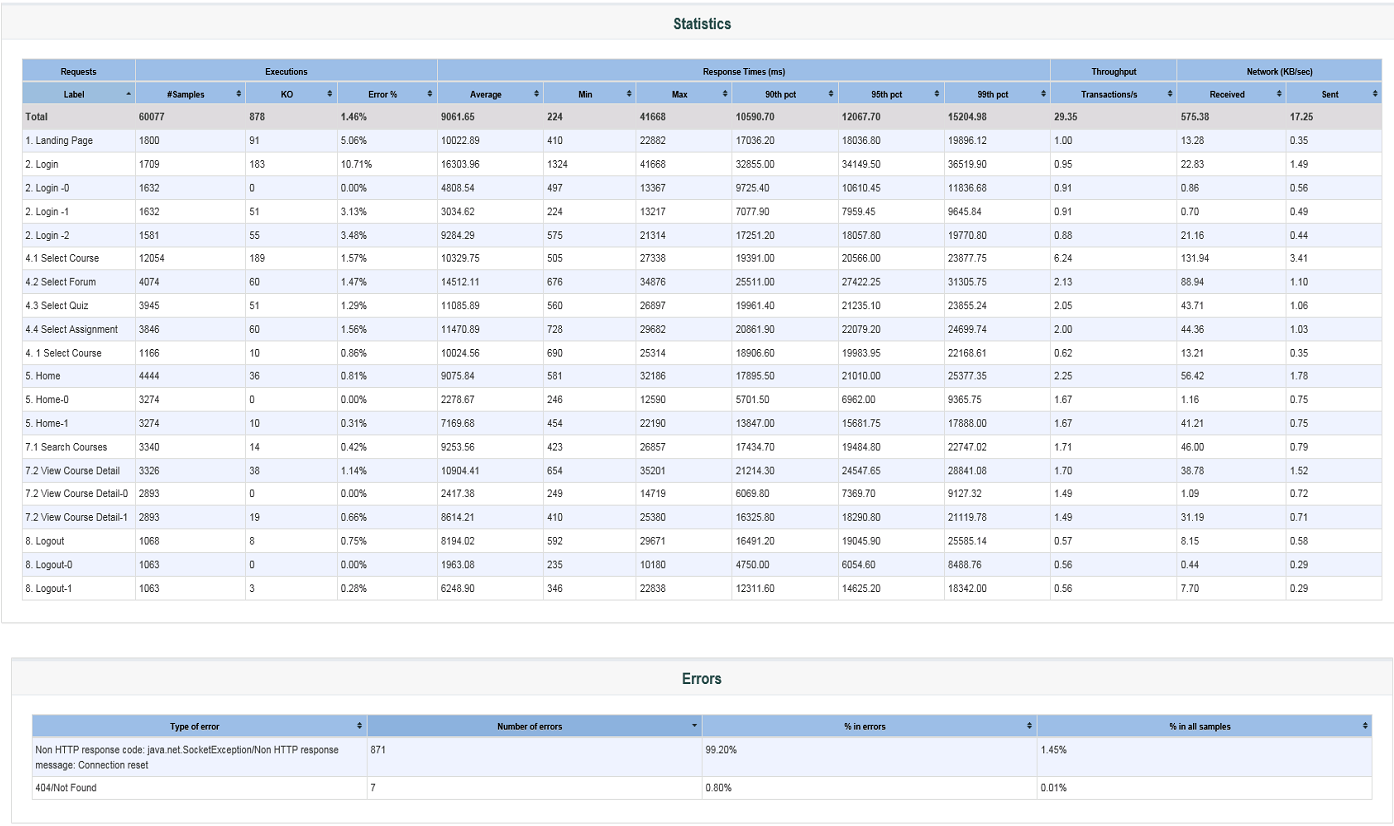 Statistics
Requests Executions Response Times (ms) Throughput Network (KB/sec)
Label #Samples KO Error % Average Min Max 90th pct 95th pct 99th pct Transactions/s Received Sent
Total 60077 878 1.46% 9061.65 224 41668 10590.70 12067.70 15204.98 29.35 575.38 17.25
1. Landing Page 1800 91 5.06% 10022.89 410 22882 17036.20 18036.80 19896.12 1.00 13.28 0.35
2. Login 1709 183 10.71% 16303.96 1324 41668 32855.00 34149.50 36519.90 0.95 22.83 1.49
2. Login -0 1632 0 0.00% 4808.54 497 13367 9725.40 10610.45 11836.68 0.91 0.86 0.56
2. Login -1 1632 51 3.13% 3034.62 224 13217 7077.90 7959.45 9645.84 0.91 0.70 0.49
2. Login -2 1581 55 3.48% 9284.29 575 21314 17251.20 18057.80 19770.80 0.88 21.16 0.44
4.1 Select Course 12054 189 1.57% 10329.75 505 27338 19391.00 20566.00 23877.75 6.24 131.94 3.41
4.2 Select Forum 4074 60 1.47% 14512.11 676 34876 25511.00 27422.25 31305.75 2.13 88.94 1.10
4.3 Select Quiz 3945 51 1.29% 11085.89 560 26897 19961.40 21235.10 23855.24 2.05 43.71 1.06
4.4 Select Assignment 3846 60 1.56% 11470.89 728 29682 20861.90 22079.20 24699.74 2.00 44.36 1.03
4. 1 Select Course 1166 10 0.86% 10024.56 690 25314 18906.60 19983.95 22168.61 0.62 13.21 0.35
5. Home 4444 36 0.81% 9075.84 581 32186 17895.50 21010.00 25377.35 2.25 56.42 1.78
5. Home-0 3274 0 0.00% 2278.67 246 12590 5701.50 6962.00 9365.75 1.67 1.16 0.75
5. Home-1 3274 10 0.31% 7169.68 454 22190 13847.00 15681.75 17888.00 1.67 41.21 0.75
7.1 Search Courses 3340 14 0.42% 9253.56 423 26857 17434.70 19484.80 22747.02 1.71 46.00 0.79
7.2 View Course Detail 3326 38 1.14% 10904.41 654 35201 21214.30 24547.65 28841.08 1.70 38.78 1.52
7.2 View Course Detail-0 2893 0 0.00% 2417.38 249 14719 6069.80 7369.70 9127.32 1.49 1.09 0.72
7.2 View Course Detail-1 2893 19 0.66% 8614.21 410 25380 16325.80 18290.80 21119.78 1.49 31.19 0.71
8. Logout 1068 8 0.75% 8194.02 592 29671 16491.20 19045.90 25585.14 0.57 8.15 0.58
8. Logout-0 1063 0 0.00% 1963.08 235 10180 4750.00 6054.60 8488.76 0.56 0.44 0.29
8. Logout-1 1063 3 0.28% 6248.90 346 22838 12311.60 14625.20 18342.00 0.56 7.70 0.29
Errors
Type of error Number of errors % in errors % in all samples
Non HTTP response code: java.net.SocketException/Non HTTP response 871 99.20% 1.45%
message: Connection reset
404/Not Found 7 0.80% 0.01%